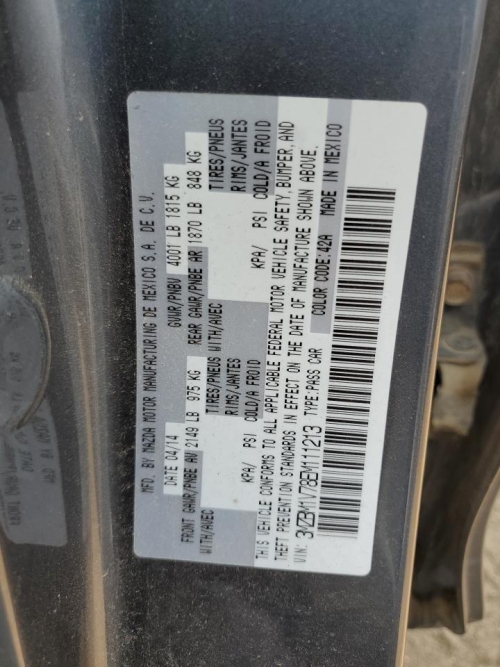 MFD. BY MAZDA MOTOR MANUFACTURING DE MEXICO S.A. DE C.V.
DATE 04/14 GVWR/PNBV 4001 LB 1815 KG
FRONT GAWR/PNBE AV 2149 LB 975 KG REAR GAWR/PNBE AR 1870 LB 848 KG
WITH/AVEC TIRES/PNEUS WITH/AVEC TIRES/PNEUS
RIMS/JANTES RIMS/JANTES
KPA/ PSI COLD/A FROID KPA/ PSI COLD/A FROID
THIS VEHICLE CONFORMS TO ALL APPLICABLE FEDERAL MOTOR VEHICLE SAFETY, BUMPER, AND
THEFT PREVENTION STANDARDS IN EFFECT ON THE DATE OF MANUFACTURE SHOWN ABOVE.
VIN: 3MZBM1V78EM111213 TYPE:PASS CAR COLOR CODE:42A MADE IN MEXICO